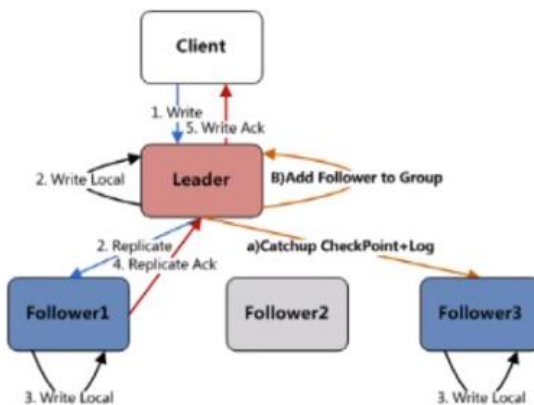 Client
1. Write
5. Write Ack
2. Write Local
Leader
B)Add Follower to Group
2. Replicate
4. Replicate Ack
a)Catchup CheckPoint+Log
Follower1
Follower2
Follower3
3. Write Local
3. Write Local